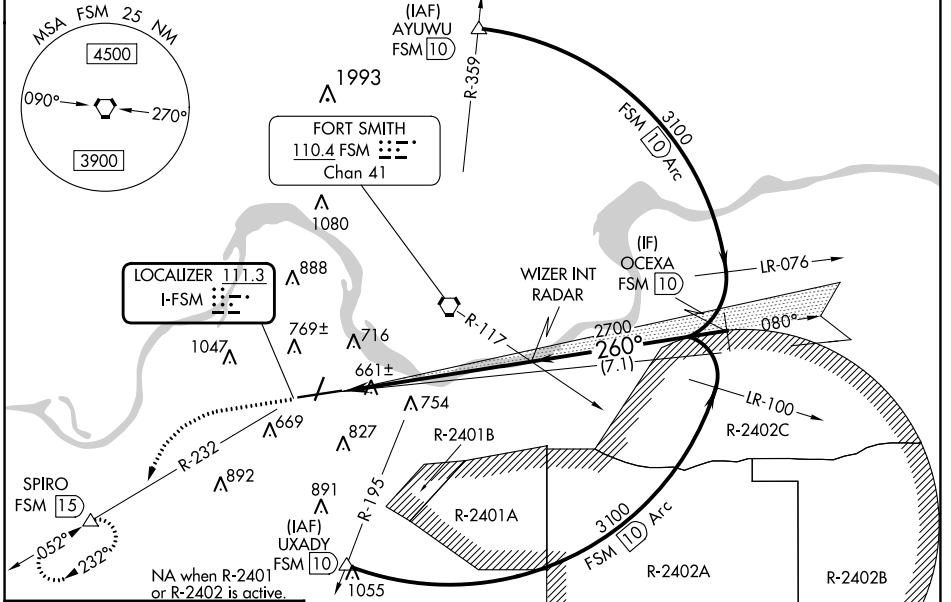 MSA FSM 25 NM
4500
090°
270°
3900
(IAF)
AYUWU
FSM 10
R-359
3100
FSM 10 Arc
1993
FORT SMITH
110.4 FSM
Chan 41
1080
LOCALIZER 111.3
I-FSM
888
769±
716
1047
661±
754
669
827
892
891
WIZER INT
RADAR
R-117
(IF)
OCEXA
FSM 10
LR-076
2700
260°
(7.1)
080°
LR-100
R-2402C
R-2401B
R-2401A
R-232
R-195
SPIRO
FSM 15
052°
232°
(IAF)
UXADY
FSM 10
1055
3100
FSM 10 Arc
R-2402A
R-2402B
NA when R-2401
or R-2402 is active.